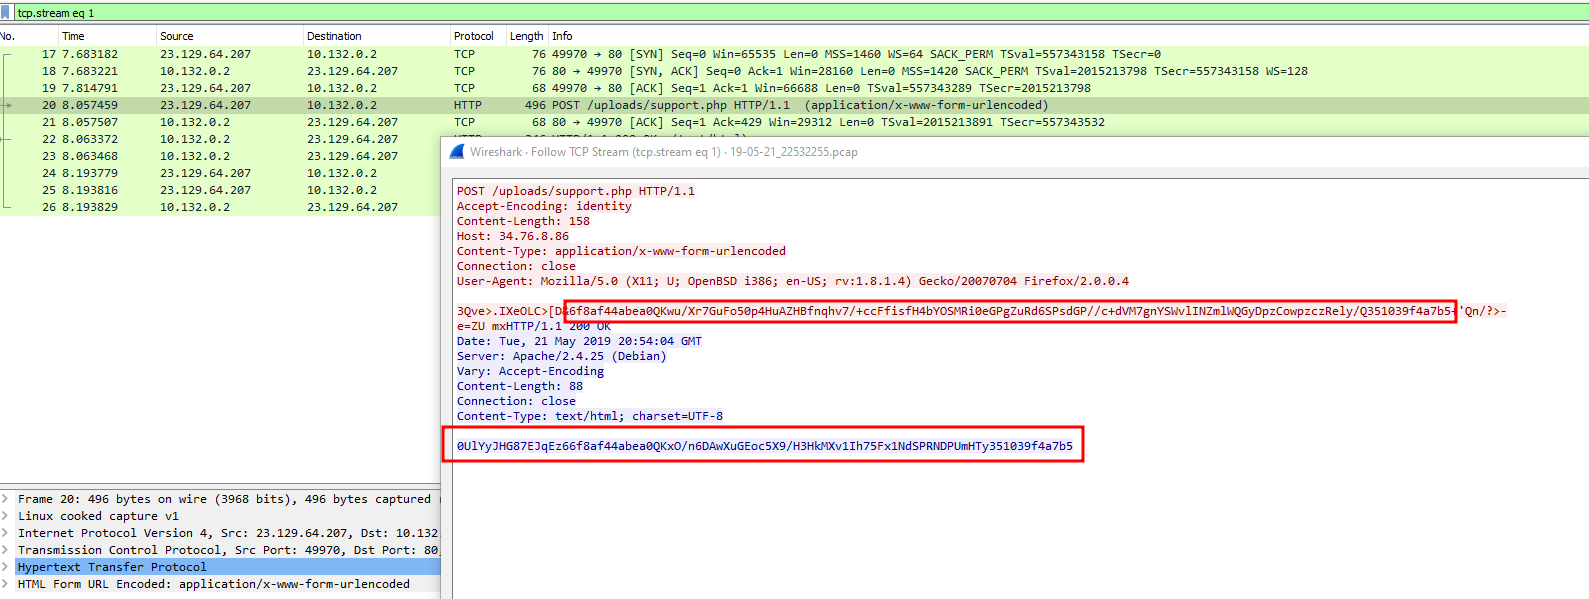 tcp.stream eq 1
No. Time Source Destination Protocol Length Info
17 7.683182 23.129.64.207 10.132.0.2 TCP 76 49970 → 80 [SYN] Seq=0 Win=65535 Len=0 MSS=1460 WS=64 SACK_PERM TSval=557343158 TSecr=0
18 7.683221 10.132.0.2 23.129.64.207 TCP 76 80 → 49970 [SYN, ACK] Seq=0 Ack=1 Win=28160 Len=0 MSS=1420 SACK_PERM TSval=2015213798 TSecr=557343158 WS=128
19 7.814791 23.129.64.207 10.132.0.2 TCP 68 49970 → 80 [ACK] Seq=1 Ack=1 Win=66688 Len=0 TSval=557343289 TSecr=2015213798
20 8.057459 23.129.64.207 10.132.0.2 HTTP 496 POST /uploads/support.php HTTP/1.1 (application/x-www-form-urlencoded)
21 8.057507 10.132.0.2 23.129.64.207 TCP 68 80 → 49970 [ACK] Seq=1 Ack=429 Win=29312 Len=0 TSval=2015213891 TSecr=557343532
22 8.063372 10.132.0.2 23.129.64.207
23 8.063468 10.132.0.2 23.129.64.207
24 8.193779 23.129.64.207 10.132.0.2
25 8.193816 23.129.64.207 10.132.0.2
26 8.193829 10.132.0.2 23.129.64.207
Wireshark · Follow TCP Stream (tcp.stream eq 1) · 19-05-21_22532255.pcap
POST /uploads/support.php HTTP/1.1
Accept-Encoding: identity
Content-Length: 158
Host: 34.76.8.86
Content-Type: application/x-www-form-urlencoded
Connection: close
User-Agent: Mozilla/5.0 (X11; U; OpenBSD i386; en-US; rv:1.8.1.4) Gecko/20070704 Firefox/2.0.0.4
3Qve>.IXeOLC>[D&6f8af44abea0QKwu/Xr7GuFo50p4HuAZHBfnqhv7/+ccFfisfH4bYOSMRi0eGPgZuRd6SPsdGP//c+dVM7gnYSWvlINZmlWQGyDpzCowpzczRely/Q351039f4a7b5+'Qn/?>-
e=ZU mxHTTP/1.1 200 OK
Date: Tue, 21 May 2019 20:54:04 GMT
Server: Apache/2.4.25 (Debian)
Vary: Accept-Encoding
Content-Length: 88
Connection: close
Content-Type: text/html; charset=UTF-8
0UlYyJHG87EJqEz66f8af44abea0QKxO/n6DAwXuGEoc5X9/H3HkMXv1Ih75Fx1NdSPRNDPUmHTy351039f4a7b5
Frame 20: 496 bytes on wire (3968 bits), 496 bytes captured
Linux cooked capture v1
Internet Protocol Version 4, Src: 23.129.64.207, Dst: 10.132.
Transmission Control Protocol, Src Port: 49970, Dst Port: 80,
Hypertext Transfer Protocol
HTML Form URL Encoded: application/x-www-form-urlencoded